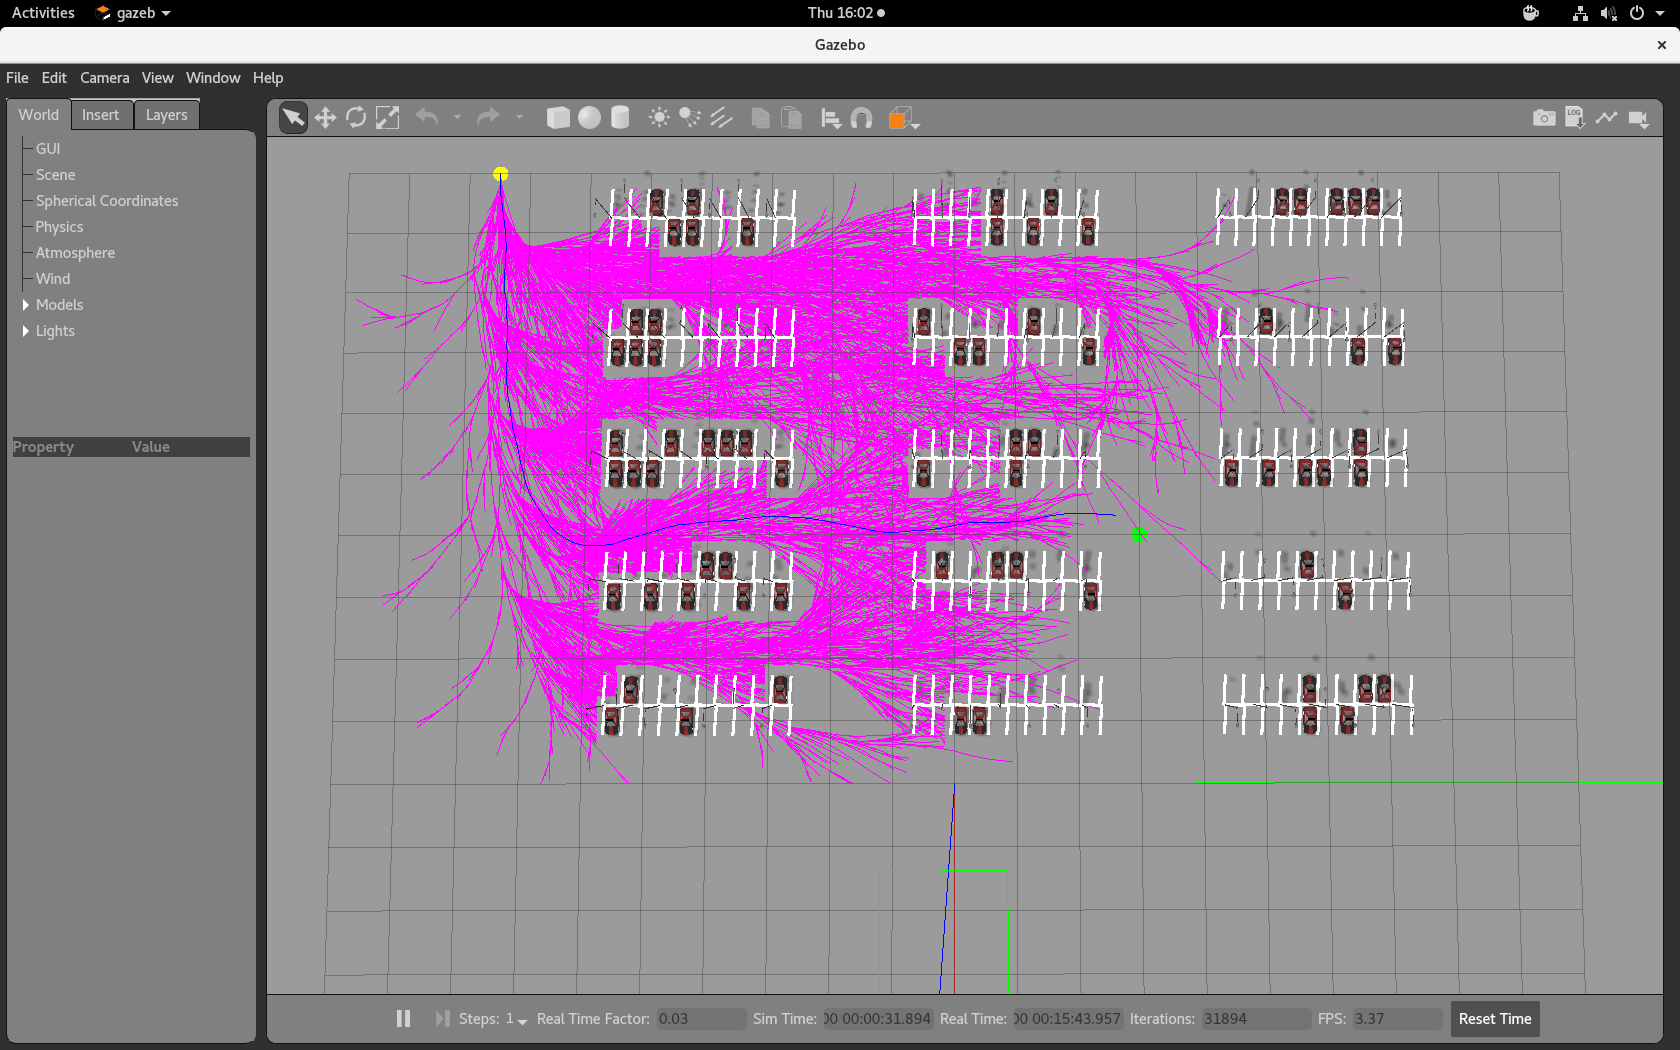 Activities gazeb Thu 16:02
Gazebo
File Edit Camera View Window Help
World Insert Layers
GUI
Scene
Spherical Coordinates
Physics
Atmosphere
Wind
Models
Lights
Property Value
LOG
Steps: 1 Real Time Factor: 0.03 Sim Time: 00 00:00:31.894 Real Time: 00 00:15:43.957 Iterations: 31894 FPS: 3.37 Reset Time